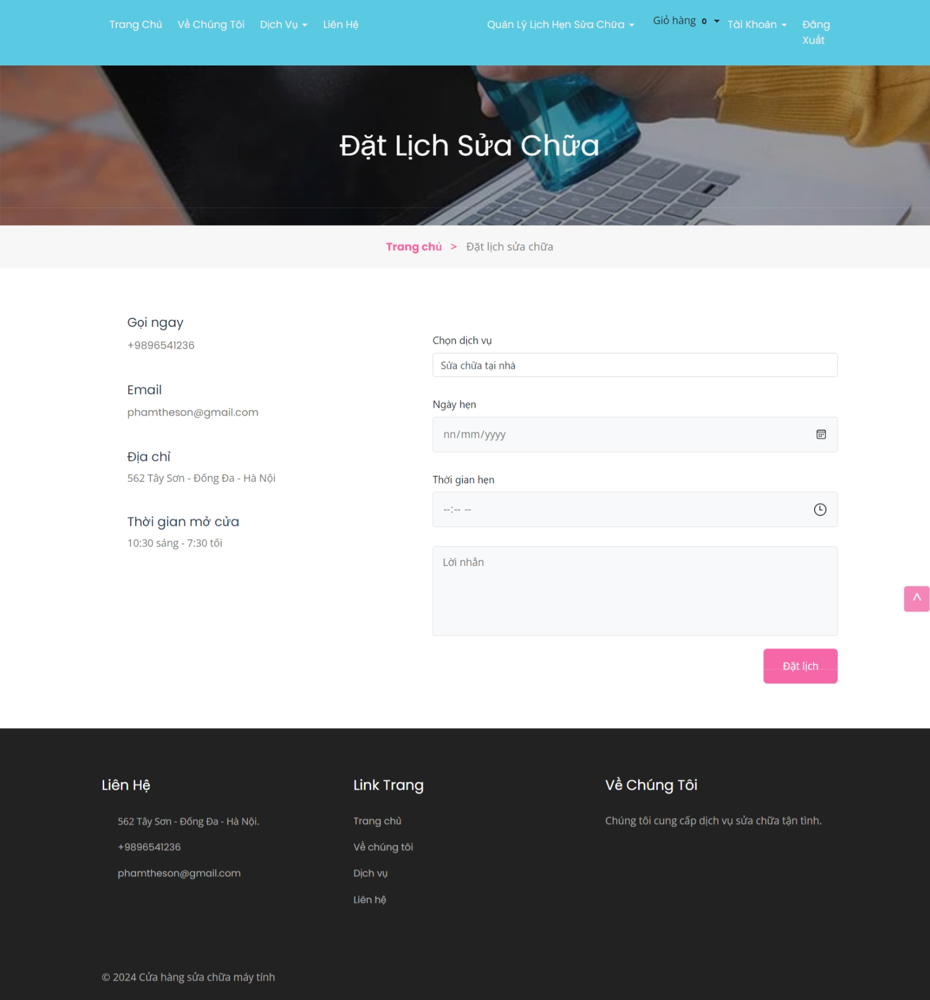 Trang Chủ Về Chúng Tôi Dịch Vụ Liên Hệ Quản Lý Lịch Hẹn Sửa Chữa Giỏ hàng 0 Tài Khoản Đăng Xuất
Đặt Lịch Sửa Chữa
Trang chủ > Đặt lịch sửa chữa
Gọi ngay
+9896541236
Email
phamtheson@gmail.com
Địa chỉ
562 Tây Sơn - Đống Đa - Hà Nội
Thời gian mở cửa
10:30 sáng - 7:30 tối
Chọn dịch vụ
Sửa chữa tại nhà
Ngày hẹn
nn/mm/yyyy
Thời gian hẹn
--:-- --
Lời nhắn
^
Đặt lịch
Liên Hệ
562 Tây Sơn - Đống Đa - Hà Nội.
+9896541236
phamtheson@gmail.com
Link Trang
Trang chủ
Về chúng tôi
Dịch vụ
Liên hệ
Về Chúng Tôi
Chúng tôi cung cấp dịch vụ sửa chữa tận tình.
© 2024 Cửa hàng sửa chữa máy tính